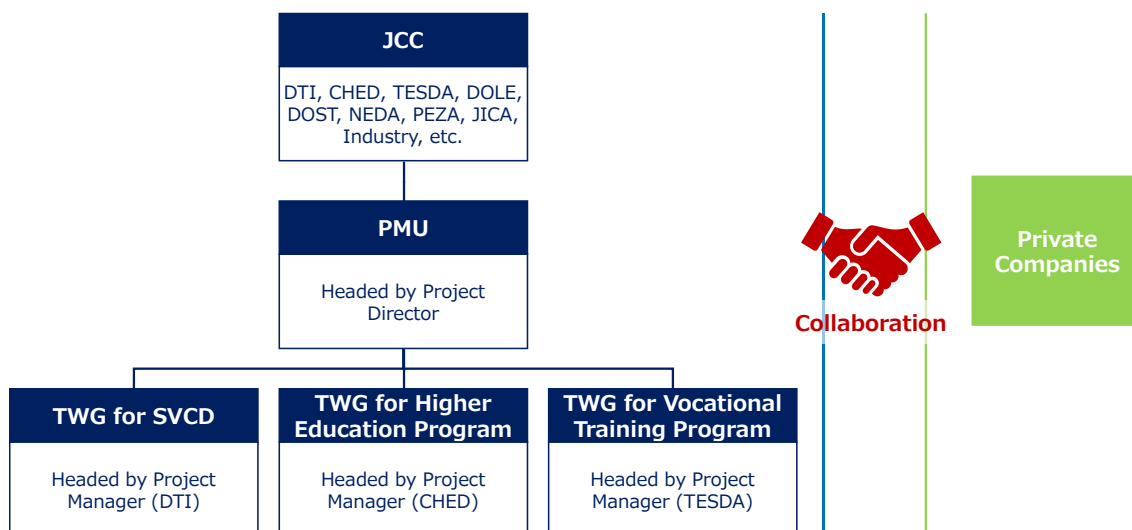 JCC
DTI, CHED, TESDA, DOLE,
DOST, NEDA, PEZA, JICA,
Industry, etc.
PMU
Headed by Project
Director
Private
Companies
Collaboration
TWG for SVCD
Headed by Project
Manager (DTI)
TWG for Higher
Education Program
Headed by Project
Manager (CHED)
TWG for Vocational
Training Program
Headed by Project
Manager (TESDA)